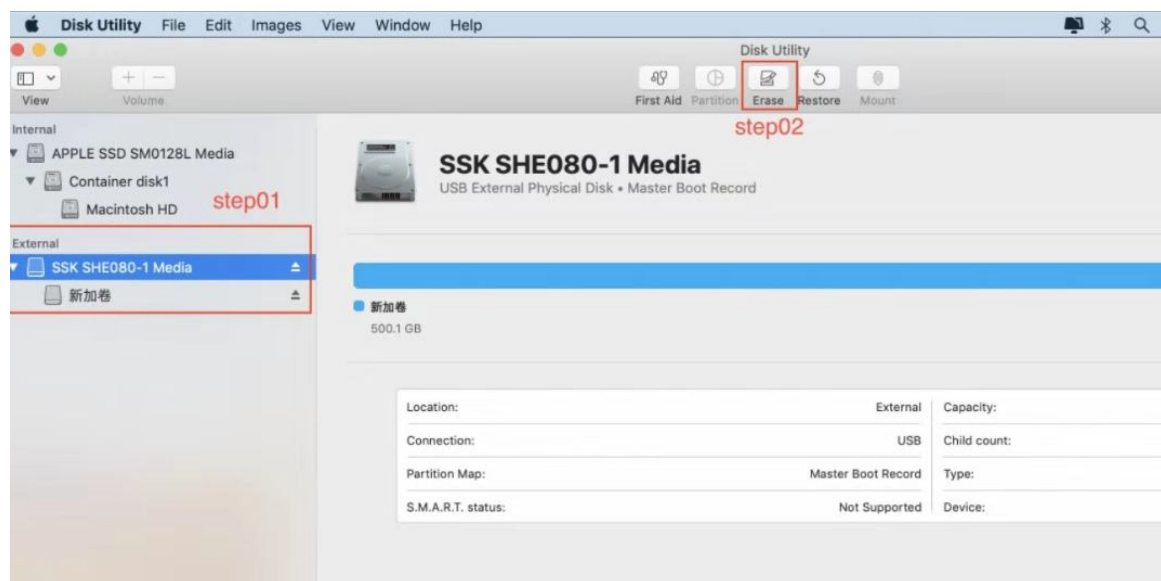 Disk Utility File Edit Images View Window Help
Disk Utility
View
Volume
First Aid Partition Erase Restore Mount
step02
Internal
APPLE SSD SM0128L Media
Container disk1
Macintosh HD
step01
External
SSK SHE080-1 Media
新加卷
SSK SHE080-1 Media
USB External Physical Disk • Master Boot Record
新加卷
500.1 GB
Location: External Capacity:
Connection: USB Child count:
Partition Map: Master Boot Record Type:
S.M.A.R.T. status: Not Supported Device: